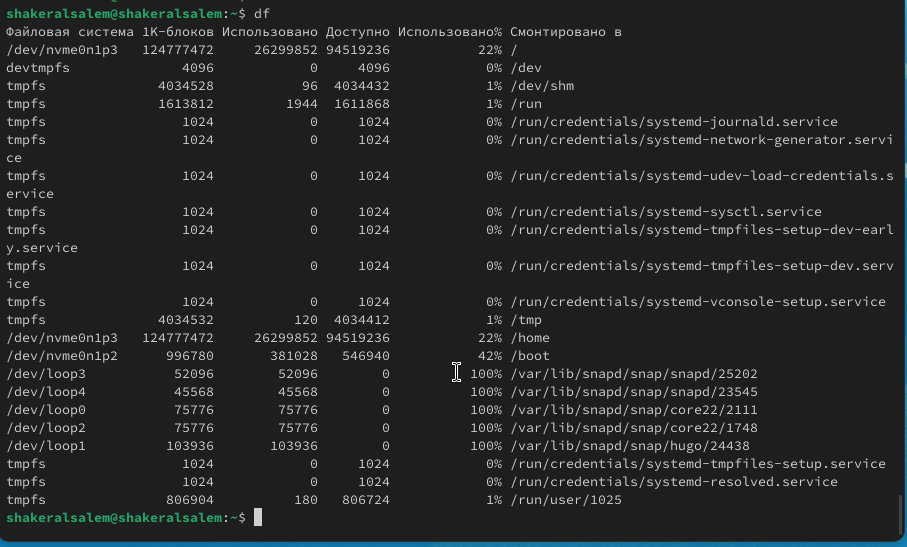 shakeralsalem@shakeralsalem:~$ df
Файловая система 1K-блоков Использовано Доступно Использовано% Смонтировано в
/dev/nvme0n1p3   124777472     26299852 94519236           22% /
devtmpfs              4096            0     4096            0% /dev
tmpfs              4034528           96  4034432            1% /dev/shm
tmpfs              1613812         1944  1611868            1% /run
tmpfs                 1024            0     1024            0% /run/credentials/systemd-journald.service
tmpfs                 1024            0     1024            0% /run/credentials/systemd-network-generator.servi
ce
tmpfs                 1024            0     1024            0% /run/credentials/systemd-udev-load-credentials.s
ervice
tmpfs                 1024            0     1024            0% /run/credentials/systemd-sysctl.service
tmpfs                 1024            0     1024            0% /run/credentials/systemd-tmpfiles-setup-dev-earl
y.service
tmpfs                 1024            0     1024            0% /run/credentials/systemd-tmpfiles-setup-dev.serv
ice
tmpfs                 1024            0     1024            0% /run/credentials/systemd-vconsole-setup.service
tmpfs              4034532          120  4034412            1% /tmp
/dev/nvme0n1p3   124777472     26299852 94519236           22% /home
/dev/nvme0n1p2      996780       381028   546940           42% /boot
/dev/loop3           52096        52096        0          100% /var/lib/snapd/snap/snapd/25202
/dev/loop4           45568        45568        0          100% /var/lib/snapd/snap/snapd/23545
/dev/loop0           75776        75776        0          100% /var/lib/snapd/snap/core22/2111
/dev/loop2           75776        75776        0          100% /var/lib/snapd/snap/core22/1748
/dev/loop1          103936       103936        0          100% /var/lib/snapd/snap/hugo/24438
tmpfs                 1024            0     1024            0% /run/credentials/systemd-tmpfiles-setup.service
tmpfs                 1024            0     1024            0% /run/credentials/systemd-resolved.service
tmpfs               806904          180   806724            1% /run/user/1025
shakeralsalem@shakeralsalem:~$